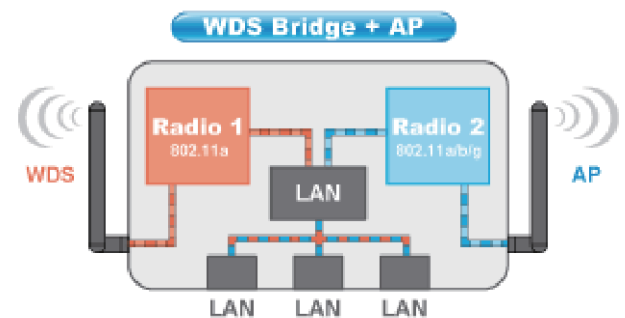 WDS Bridge + AP
Radio 1
802.11a
Radio 2
802.11a/b/g
WDS
AP
LAN
LAN
LAN
LAN